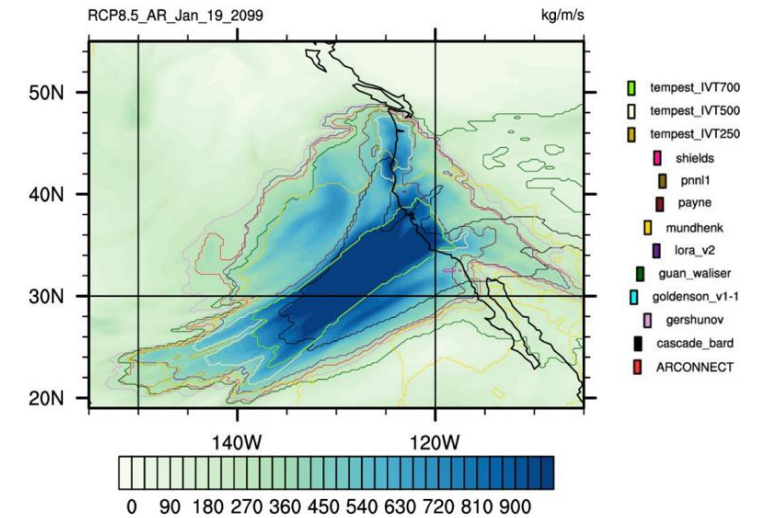 RCP8.5_AR_Jan_19_2099 kg/m/s
50N
40N
30N
20N
140W 120W
0 90 180 270 360 450 540 630 720 810 900
tempest_IVT700
tempest_IVT500
tempest_IVT250
shields
pnnl1
payne
mundhenk
lora_v2
guan_waliser
goldenson_v1-1
gershunov
cascade_bard
ARCONNECT